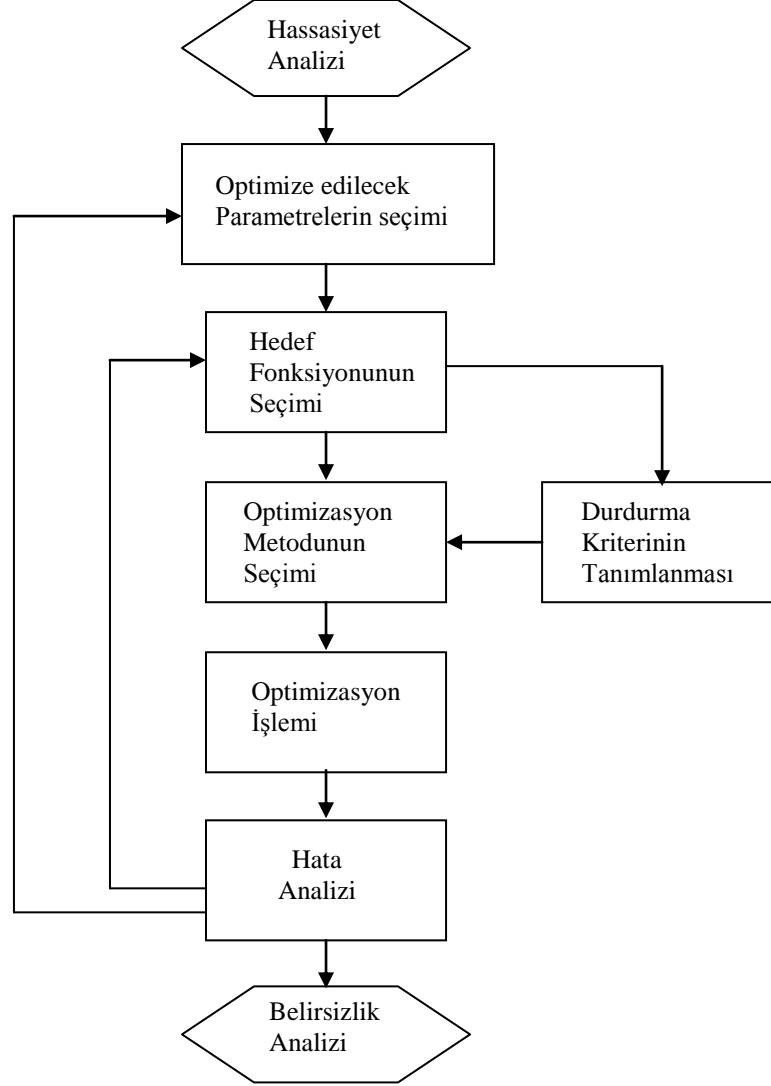 Hassasiyet
Analizi
Optimize edilecek
Parametrelerin seçimi
Hedef
Fonksiyonunun
Seçimi
Optimizasyon
Metodunun
Seçimi
Durdurma
Kriterinin
Tanımlanması
Optimizasyon
İşlemi
Hata
Analizi
Belirsizlik
Analizi